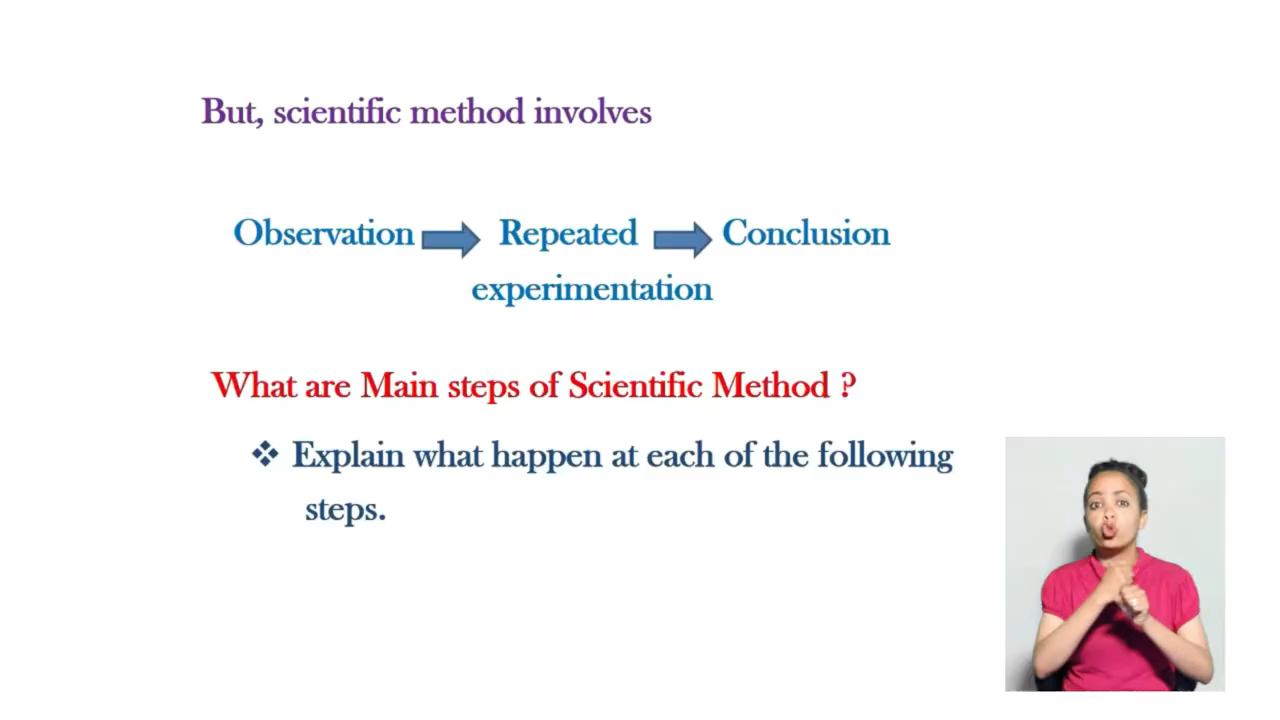 But, scientific method involves
Observation Repeated Conclusion
experimentation
What are Main steps of Scientific Method ?
Explain what happen at each of the following
steps.